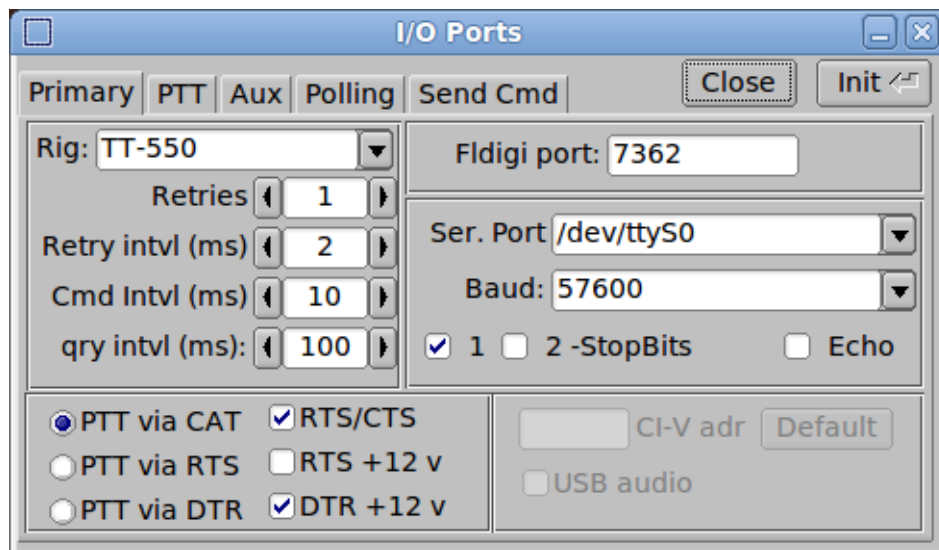 I/O Ports
Primary PTT Aux Polling Send Cmd Close Init
Rig: TT-550
Retries 1
Retry intvl (ms) 2
Cmd Intvl (ms) 10
qry intvl (ms): 100
Fldigi port: 7362
Ser. Port /dev/ttyS0
Baud: 57600
1 2 -StopBits Echo
PTT via CAT RTS/CTS
PTT via RTS RTS +12 v
PTT via DTR DTR +12 v
CI-V adr Default
USB audio